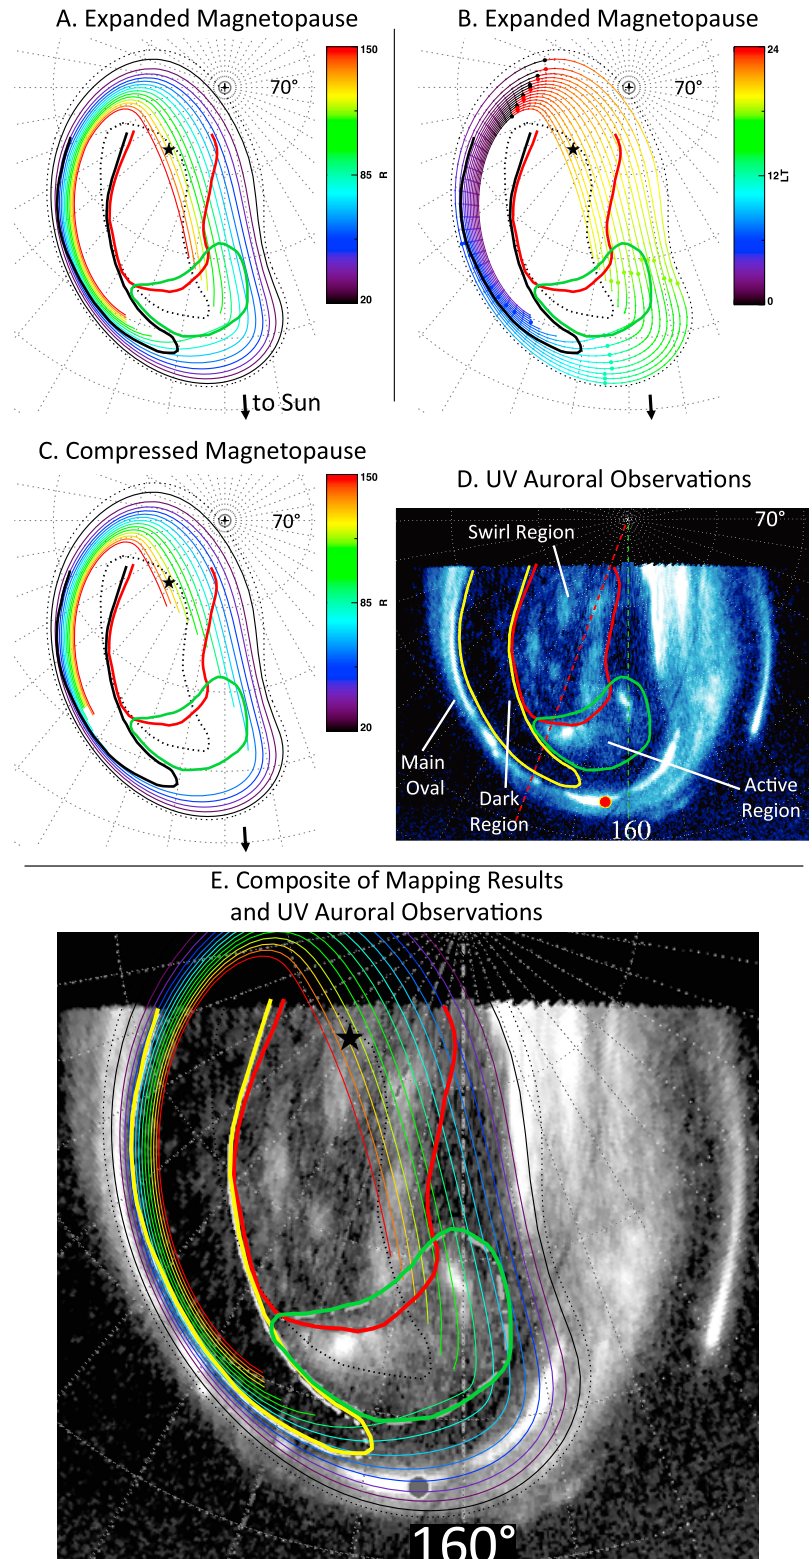 A. Expanded Magnetopause
B. Expanded Magnetopause
70°
150
85
R
20
70°
24
12
LT
0
to Sun
C. Compressed Magnetopause
70°
150
85
R
20
D. UV Auroral Observations
70°
Swirl Region
Main
Oval
Dark
Region
Active
Region
160
E. Composite of Mapping Results
and UV Auroral Observations
160°